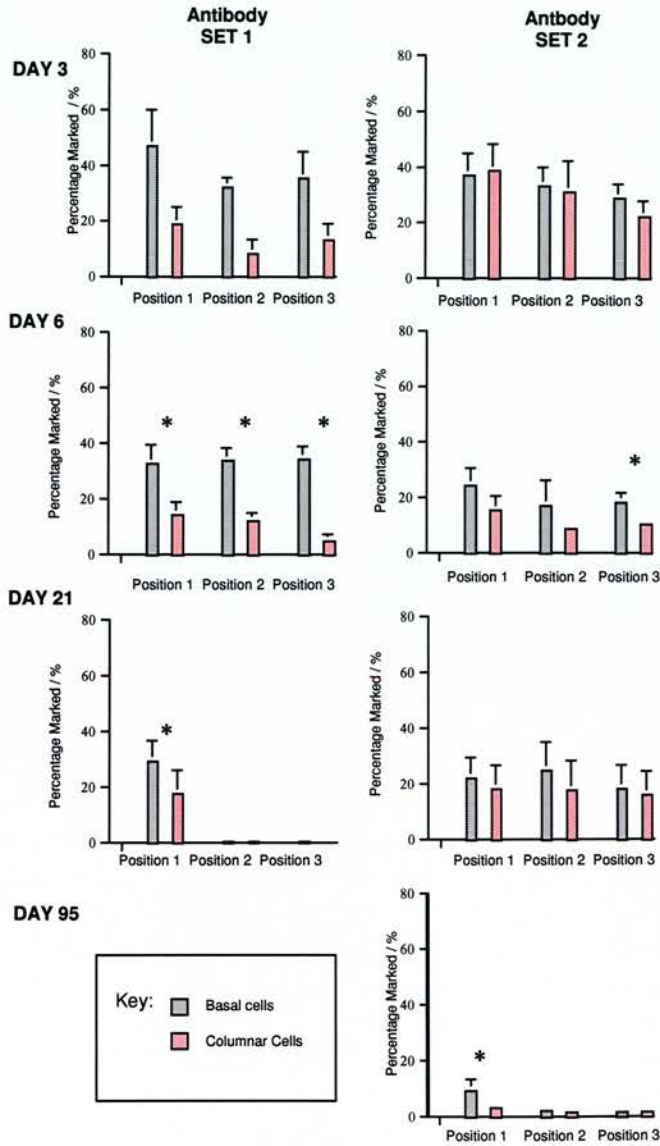 Antibody
SET 1
Antbody
SET 2
DAY 3
Percentage Marked / %
80
60
40
20
0
Position 1 Position 2 Position 3
Percentage Marked / %
80
60
40
20
0
Position 1 Position 2 Position 3
DAY 6
Percentage Marked / %
80
60
40
20
0
* * *
Position 1 Position 2 Position 3
Percentage Marked / %
80
60
40
20
0
*
Position 1 Position 2 Position 3
DAY 21
Percentage Marked / %
80
60
40
20
0
*
Position 1 Position 2 Position 3
Percentage Marked / %
80
60
40
20
0
Position 1 Position 2 Position 3
DAY 95
Key:
Basal cells
Columnar Cells
Percentage Marked / %
80
60
40
20
0
*
Position 1 Position 2 Position 3